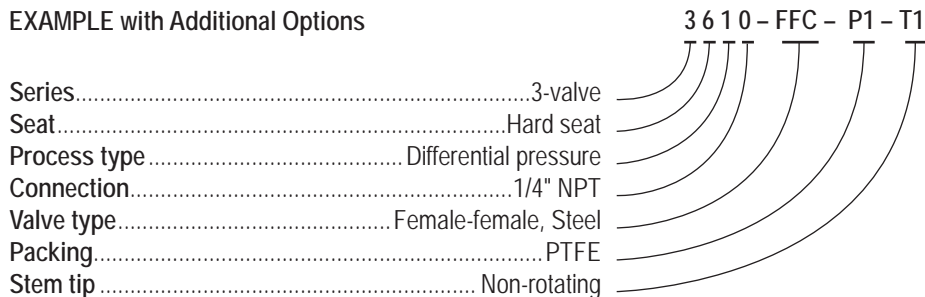 EXAMPLE with Additional Options 3 6 1 0 – FFC – P1 – T1
Series.....................................................................................3-valve
Seat....................................................................................Hard seat
Process type................................................Differential pressure
Connection.......................................................................1/4" NPT
Valve type...................................................Female-female, Steel
Packing....................................................................................PTFE
Stem tip......................................................................Non-rotating